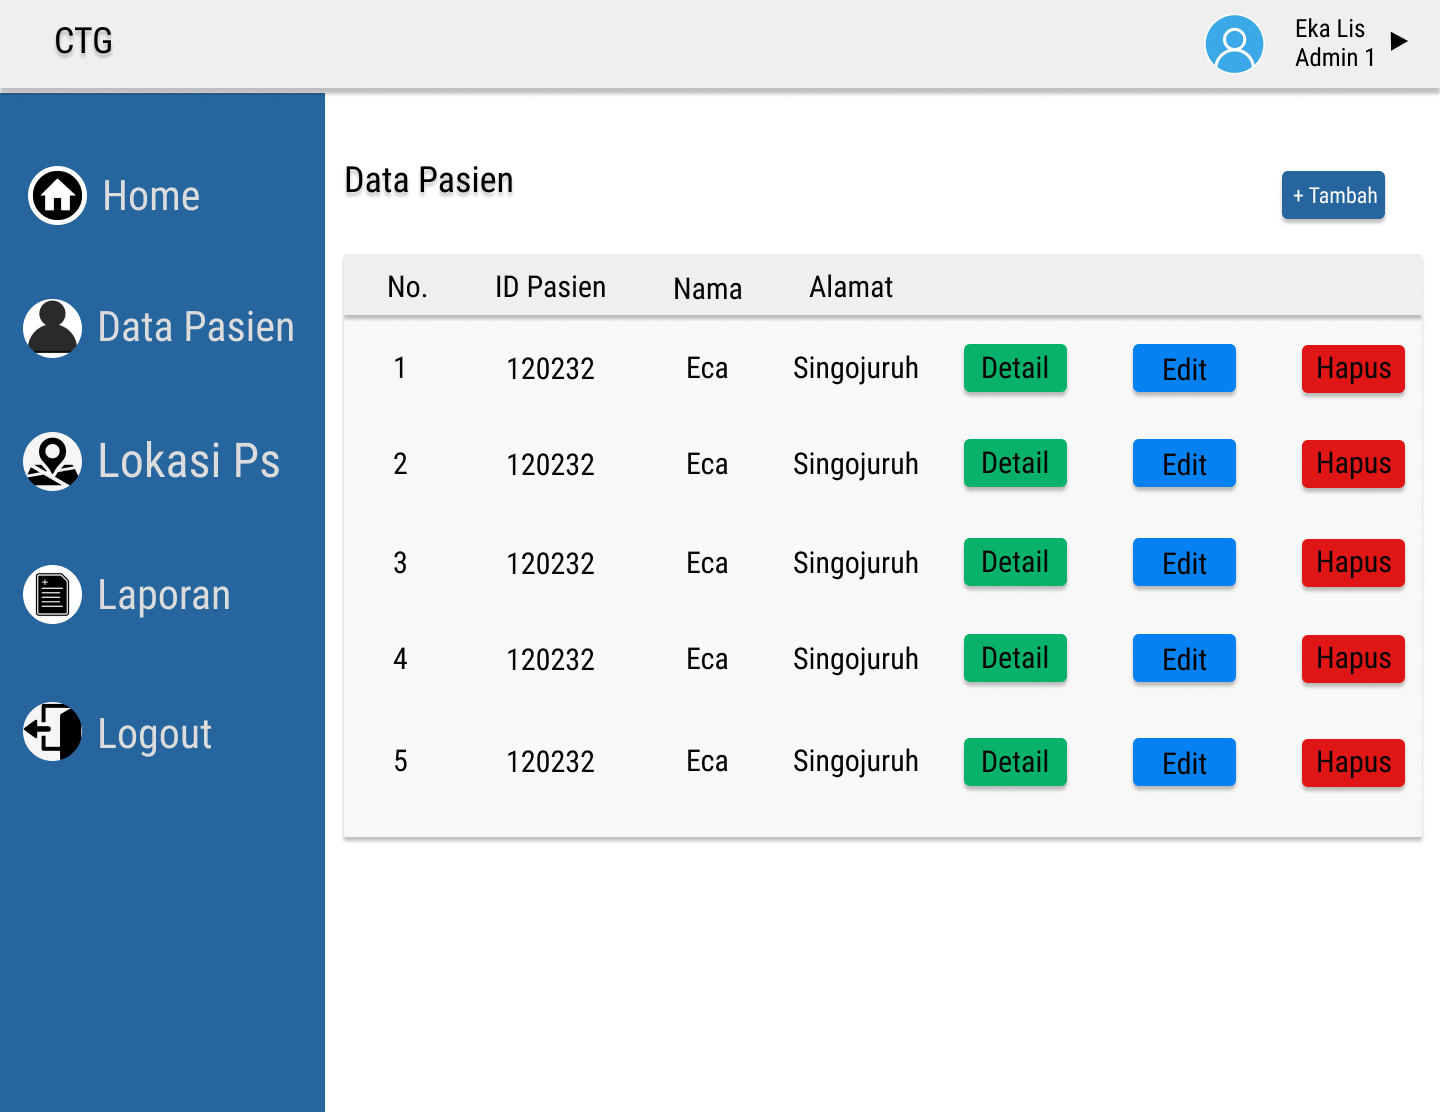 CTG
Eka Lis
Admin 1
Home
Data Pasien
Lokasi Ps
Laporan
Logout
Data Pasien
+ Tambah
No. ID Pasien Nama Alamat
1 120232 Eca Singojuruh Detail Edit Hapus
2 120232 Eca Singojuruh Detail Edit Hapus
3 120232 Eca Singojuruh Detail Edit Hapus
4 120232 Eca Singojuruh Detail Edit Hapus
5 120232 Eca Singojuruh Detail Edit Hapus